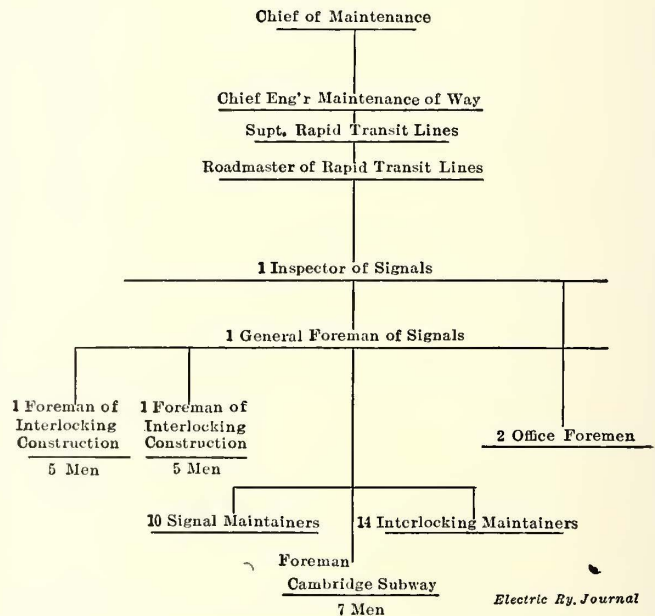 Chief of Maintenance
Chief Eng'r Maintenance of Way
Supt. Rapid Transit Lines
Roadmaster of Rapid Transit Lines
1 Inspector of Signals
1 General Foreman of Signals
1 Foreman of
Interlocking
Construction
5 Men
1 Foreman of
Interlocking
Construction
5 Men
2 Office Foremen
10 Signal Maintainers
14 Interlocking Maintainers
Foreman
Cambridge Subway
7 Men
Electric Ry. Journal